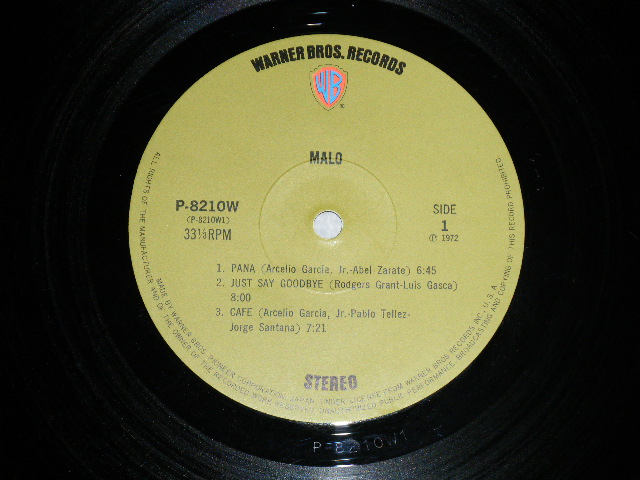 WARNER BROS. RECORDS
WB
®
MALO
P-8210W
(P-8210W1)
33⅓RPM
SIDE
1
Ⓟ 1972
1. PANA (Arcelio Garcia, Jr.-Abel Zarate) 6:45
2. JUST SAY GOODBYE (Rodgers Grant-Luis Gasca)
8:00
3. CAFE (Arcelio Garcia, Jr.-Pablo Tellez-
Jorge Santana) 7:21
STEREO
MADE BY WARNER BROS. PIONEER CORPORATION, JAPAN, UNDER LICENSE FROM WARNER BROS RECORDS INC., U.S.A.
ALL RIGHTS OF THE MANUFACTURER AND OF THE OWNER OF THE RECORDED WORK RESERVED. UNAUTHORIZED PUBLIC PERFORMANCE, BROADCASTING AND COPYING OF THIS RECORD PROHIBITED
P-8210W1